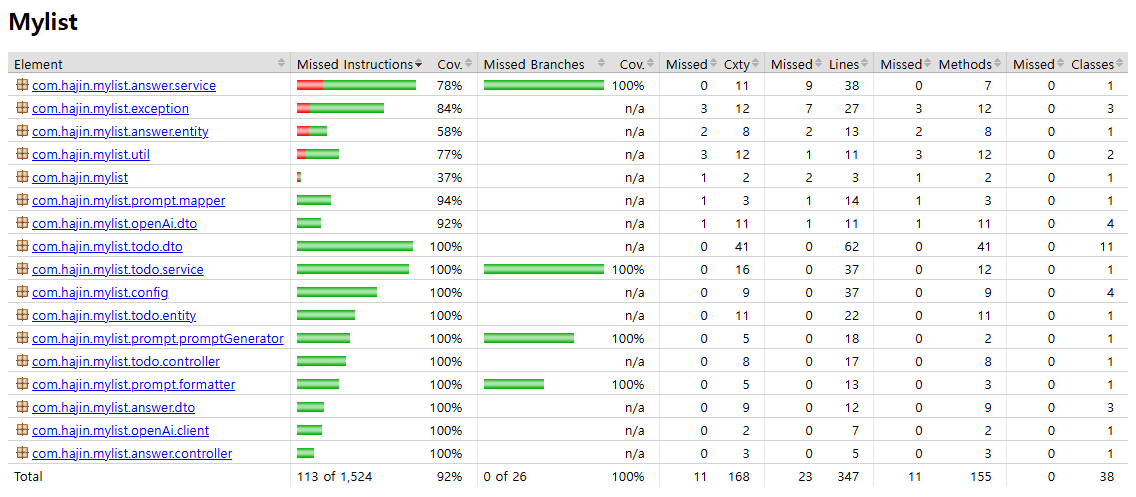 Mylist
Element Missed Instructions Cov. Missed Branches Cov. Missed Cxty Missed Lines Missed Methods Missed Classes
com.hajin.mylist.answer.service 78% 100% 0 11 9 38 0 7 0 1
com.hajin.mylist.exception 84% n/a 3 12 7 27 3 12 0 3
com.hajin.mylist.answer.entity 58% n/a 2 8 2 13 2 8 0 1
com.hajin.mylist.util 77% n/a 3 12 1 11 3 12 0 2
com.hajin.mylist 37% n/a 1 2 2 3 1 2 0 1
com.hajin.mylist.prompt.mapper 94% n/a 1 3 1 14 1 3 0 1
com.hajin.mylist.openAi.dto 92% n/a 1 11 1 11 1 11 0 4
com.hajin.mylist.todo.dto 100% n/a 0 41 0 62 0 41 0 11
com.hajin.mylist.todo.service 100% 100% 0 16 0 37 0 12 0 1
com.hajin.mylist.config 100% n/a 0 9 0 37 0 9 0 4
com.hajin.mylist.todo.entity 100% n/a 0 11 0 22 0 11 0 1
com.hajin.mylist.prompt.promptGenerator 100% 100% 0 5 0 18 0 2 0 1
com.hajin.mylist.todo.controller 100% n/a 0 8 0 17 0 8 0 1
com.hajin.mylist.prompt.formatter 100% 100% 0 5 0 13 0 3 0 1
com.hajin.mylist.answer.dto 100% n/a 0 9 0 12 0 9 0 3
com.hajin.mylist.openAi.client 100% n/a 0 2 0 7 0 2 0 1
com.hajin.mylist.answer.controller 100% n/a 0 3 0 5 0 3 0 1
Total 113 of 1,524 92% 0 of 26 100% 11 168 23 347 11 155 0 38